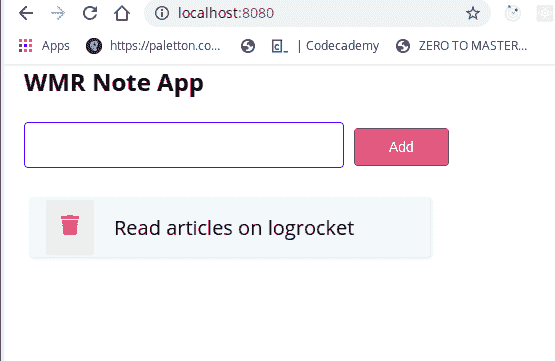 localhost:8080
Apps https://paletton.co... | Codecademy ZERO TO MASTER...
WMR Note App
Add
Read articles on logrocket